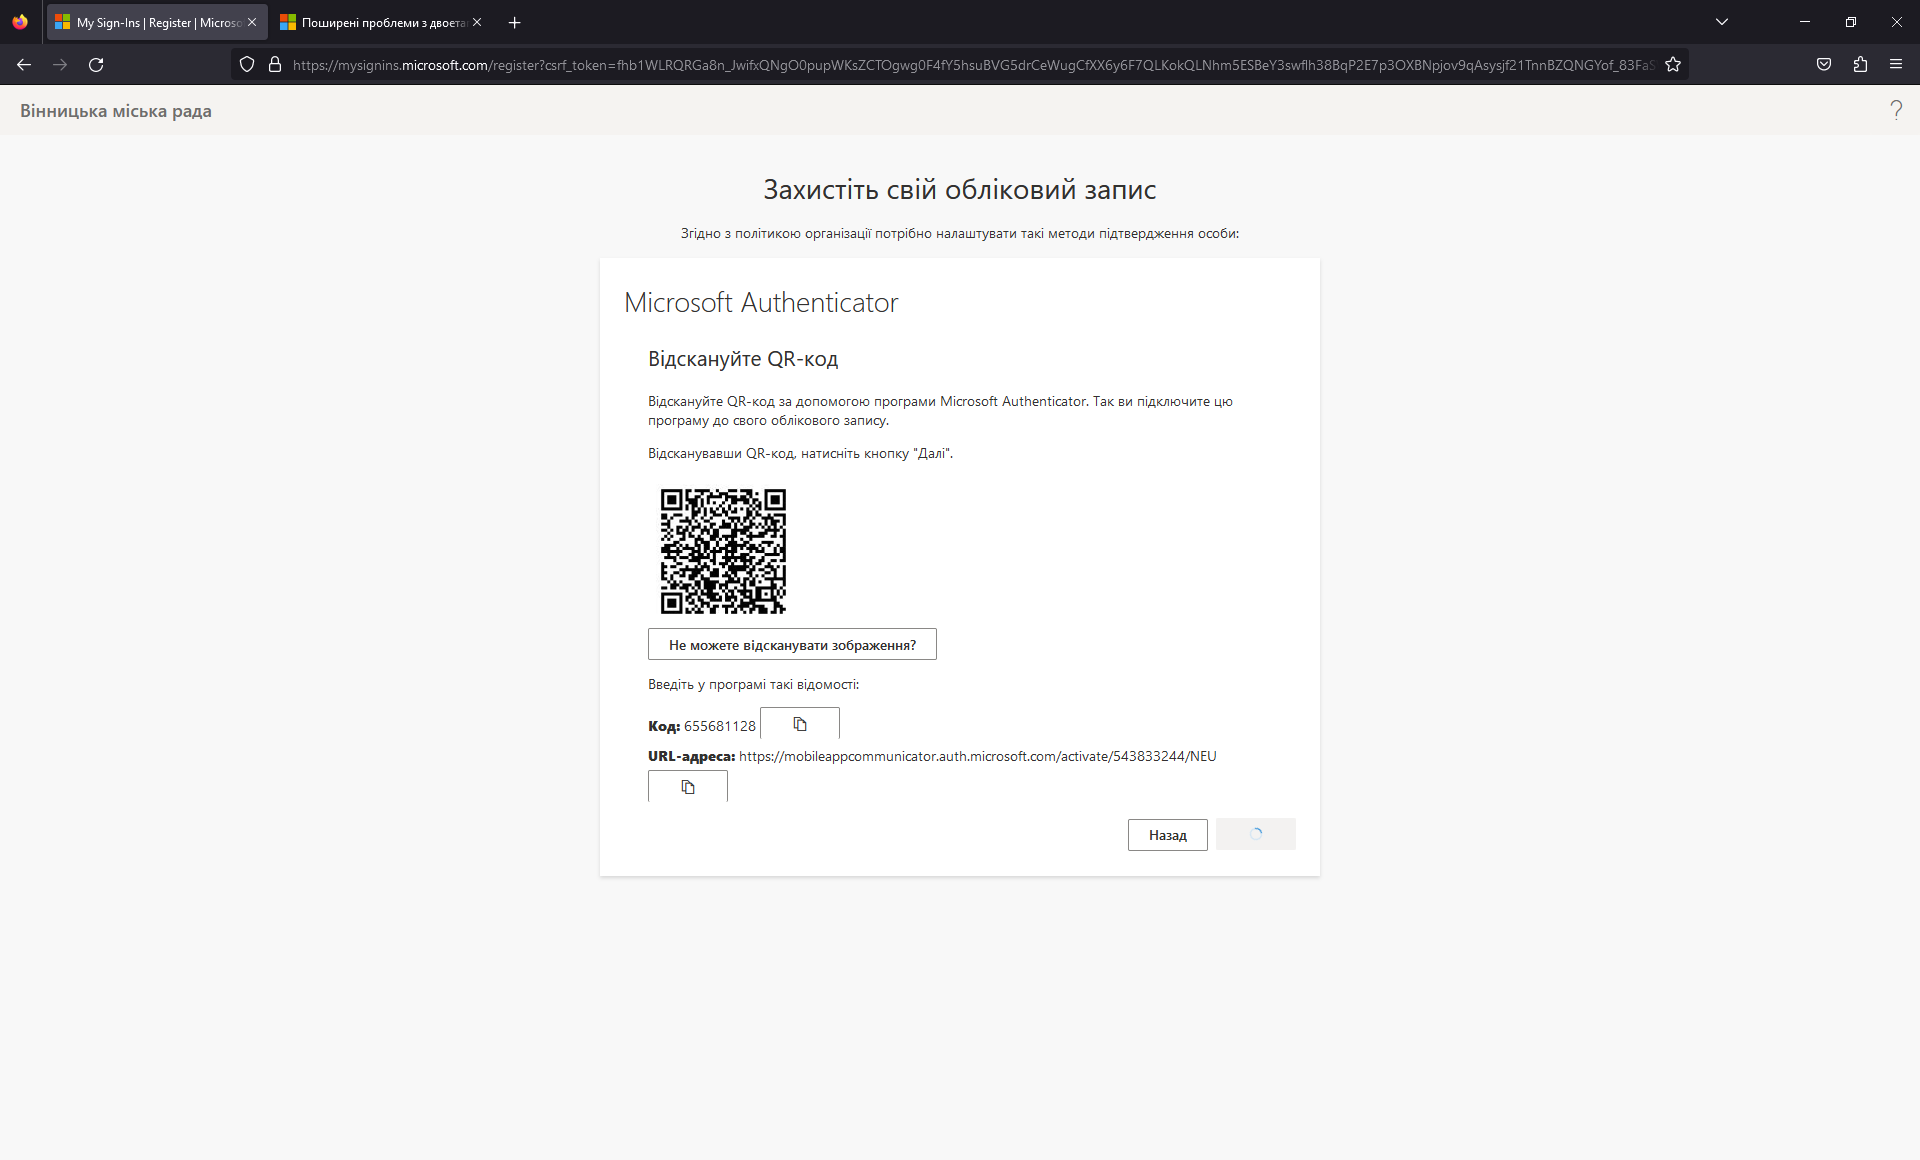 My Sign-Ins | Register | Microso
Поширені проблеми з двоета
https://mysignins.microsoft.com/register?csrf_token=fhb1WLRQRGa8n_JwifxQNgO0pupWKsZCTOgwg0F4fY5hsuBVG5drCeWugCfXX6y6F7QLKokQLNhm5ESBeY3swflh38BqP2E7p3OXBNpjov9qAsysjf21TnnBZQNGYof_83FaS
Вінницька міська рада
Захистіть свій обліковий запис
Згідно з політикою організації потрібно налаштувати такі методи підтвердження особи:
Microsoft Authenticator
Відскануйте QR-код
Відскануйте QR-код за допомогою програми Microsoft Authenticator. Так ви підключите цю
програму до свого облікового запису.
Відсканувавши QR-код, натисніть кнопку "Далі".
Не можете відсканувати зображення?
Введіть у програмі такі відомості:
Код: 655681128
URL-адреса: https://mobileappcommunicator.auth.microsoft.com/activate/543833244/NEU
Назад